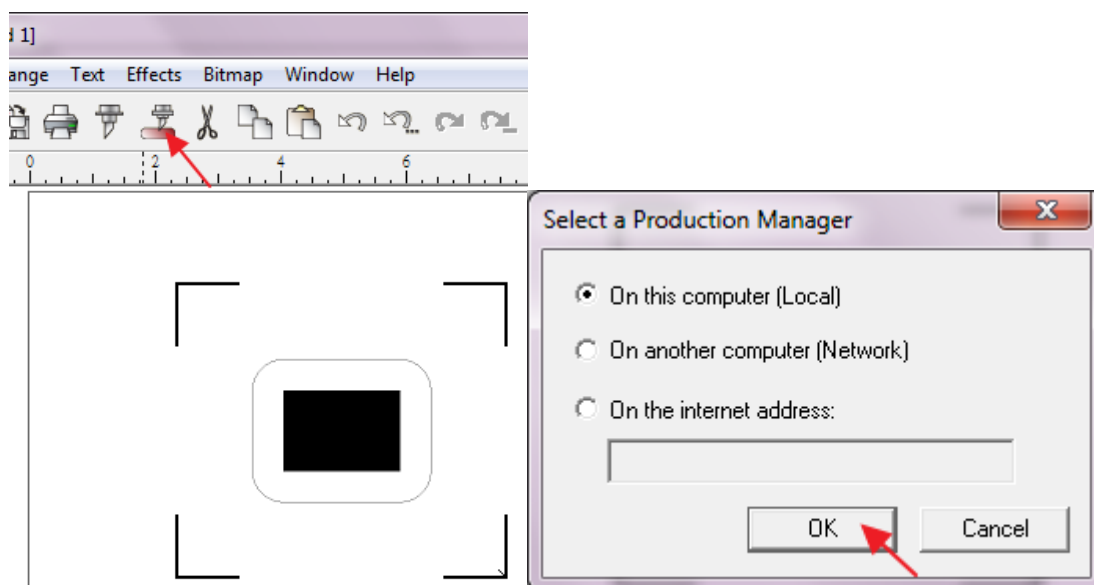 d 1]
ange Text Effects Bitmap Window Help
0 2 4 6
Select a Production Manager
On this computer (Local)
On another computer (Network)
On the internet address:
OK Cancel